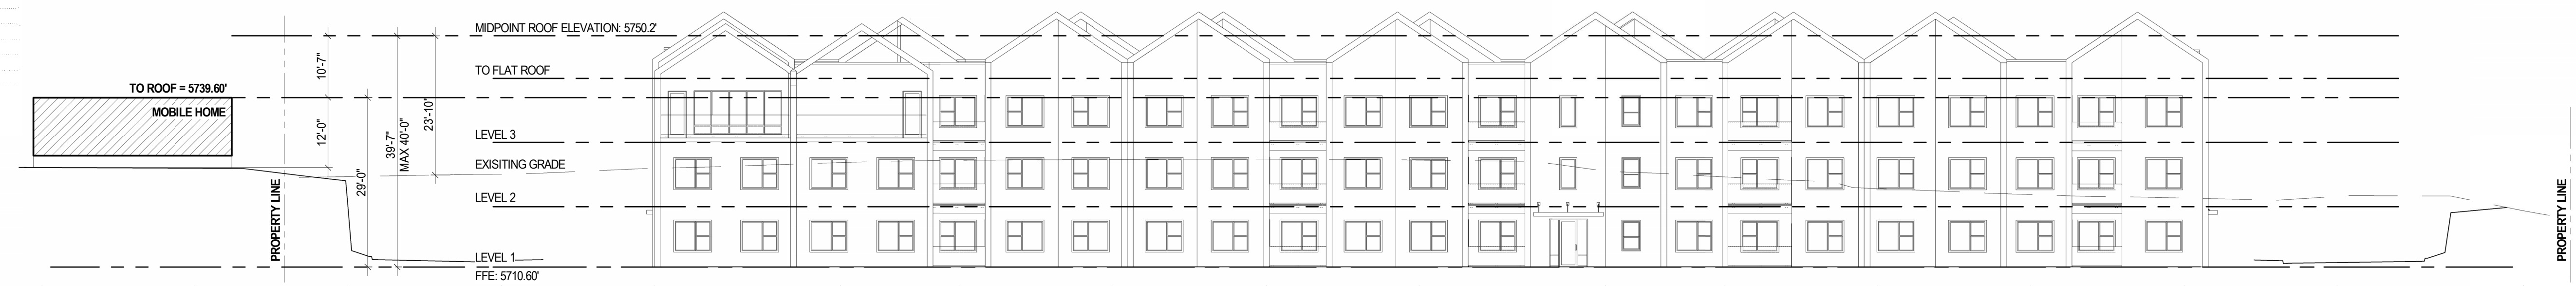 MIDPOINT ROOF ELEVATION: 5750.2'
10'-7"
TO FLAT ROOF
TO ROOF = 5739.60'
MOBILE HOME
12'-0"
39'-7"
MAX 40'-0"
23'-10"
LEVEL 3
EXISITING GRADE
29'-0"
LEVEL 2
PROPERTY LINE
PROPERTY LINE
LEVEL 1
FFE: 5710.60'